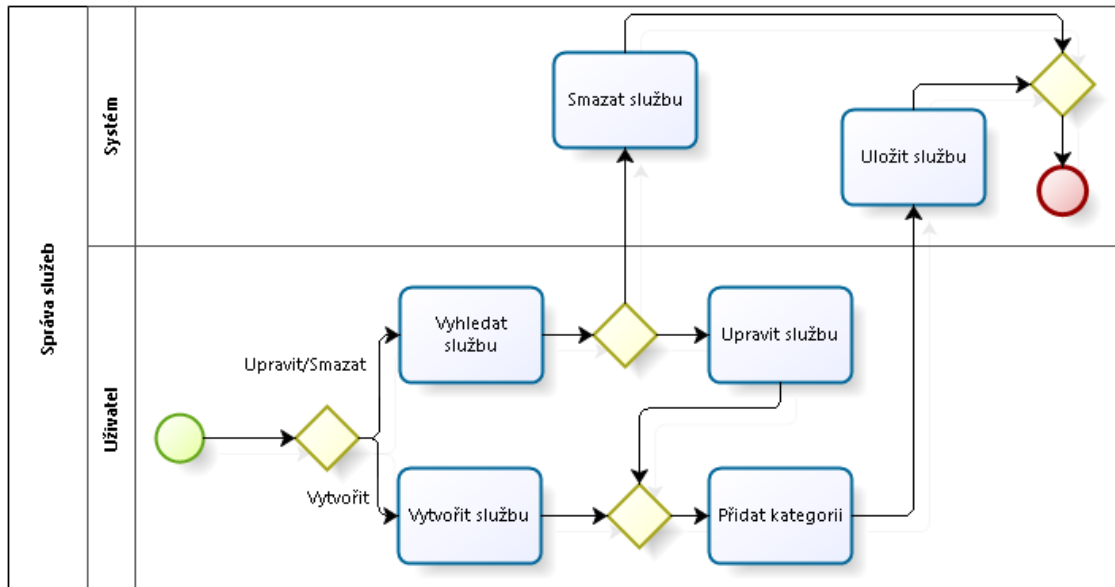 Správa služeb
Systém
Smazat službu
Uložit službu
Uživatel
Vyhledat
službu
Upravit službu
Upravit/Smazat
Vytvořit
Vytvořit službu
Přidat kategorii